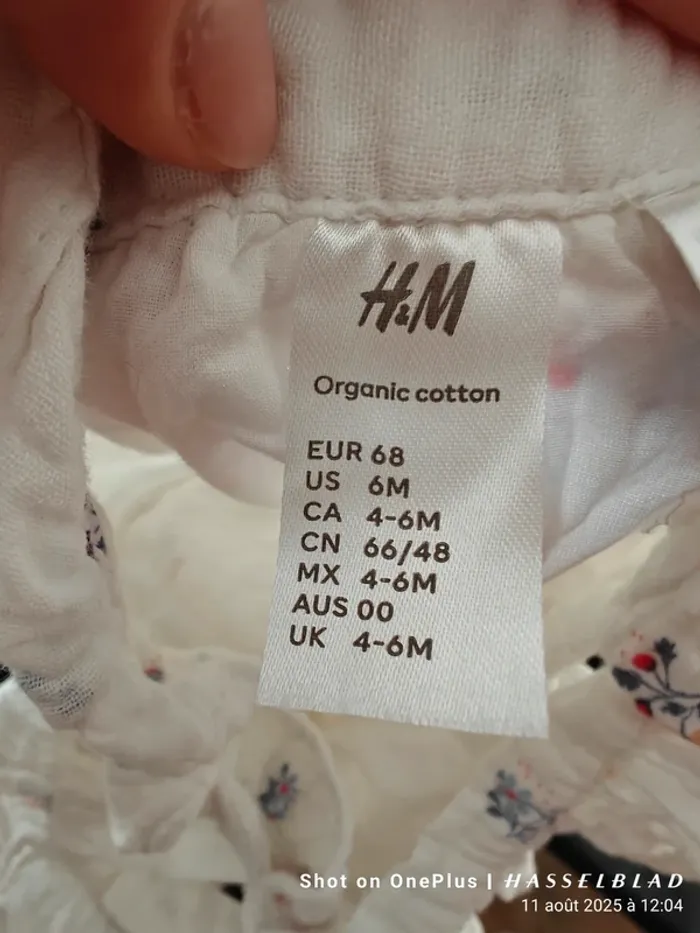 H&M
Organic cotton
EUR 68
US 6M
CA 4-6M
CN 66/48
MX 4-6M
AUS 00
UK 4-6M
Shot on OnePlus | HASSELBLAD
11 août 2025 à 12:04